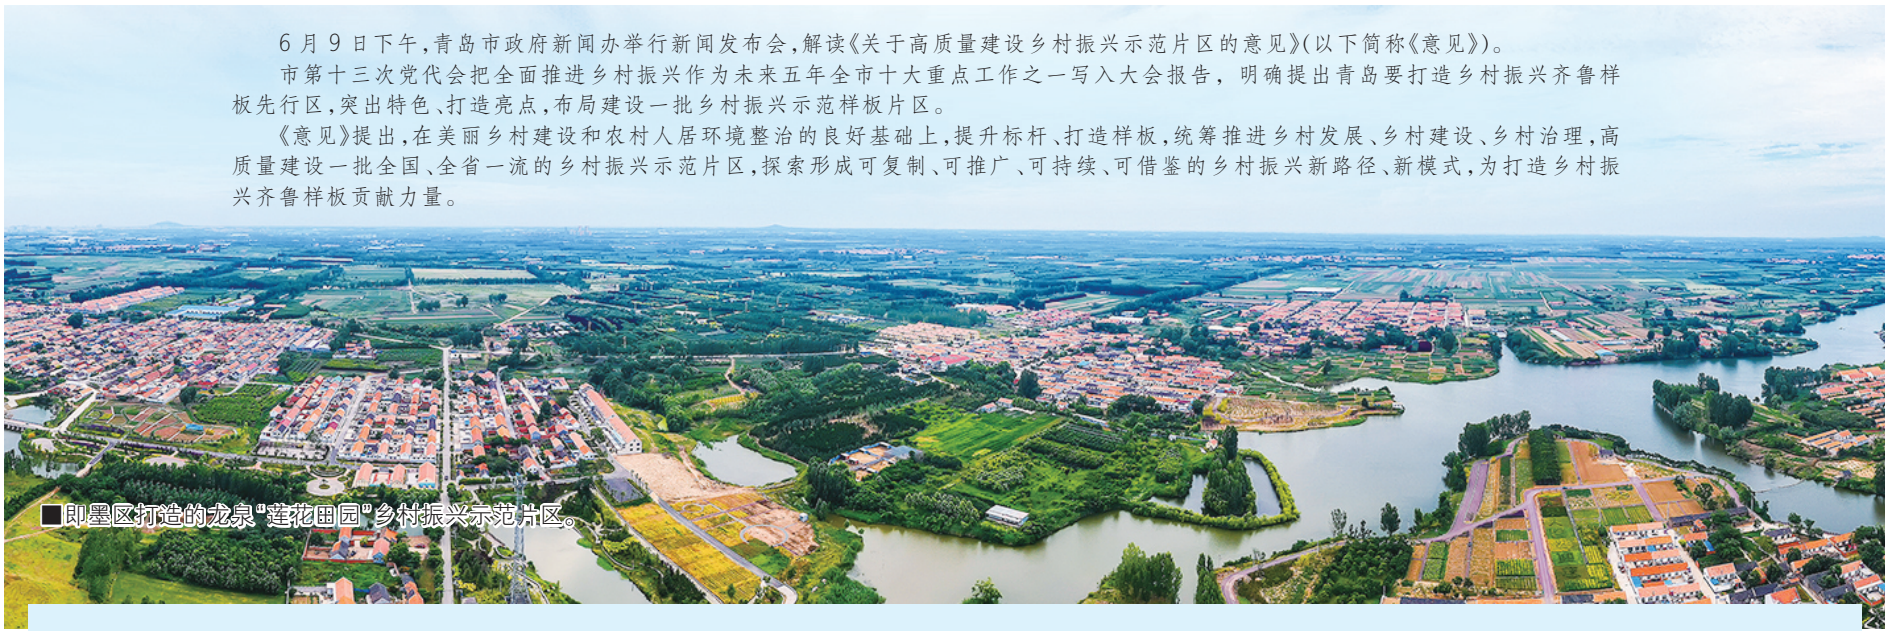 6月9日下午,青岛市政府新闻办举行新闻发布会,解读《关于高质量建设乡村振兴示范片区的意见》(以下简称《意见》)。
市第十三次党代会把全面推进乡村振兴作为未来五年全市十大重点工作之一写入大会报告,明确提出青岛要打造乡村振兴齐鲁样
板先行区,突出特色、打造亮点,布局建设一批乡村振兴示范样板片区。
《意见》提出,在美丽乡村建设和农村人居环境整治的良好基础上,提升标杆、打造样板,统筹推进乡村发展、乡村建设、乡村治理,高
质量建设一批全国、全省一流的乡村振兴示范片区,探索形成可复制、可推广、可持续、可借鉴的乡村振兴新路径、新模式,为打造乡村振
兴齐鲁样板贡献力量。
■即墨区打造的龙泉“莲花田园”乡村振兴示范片区。